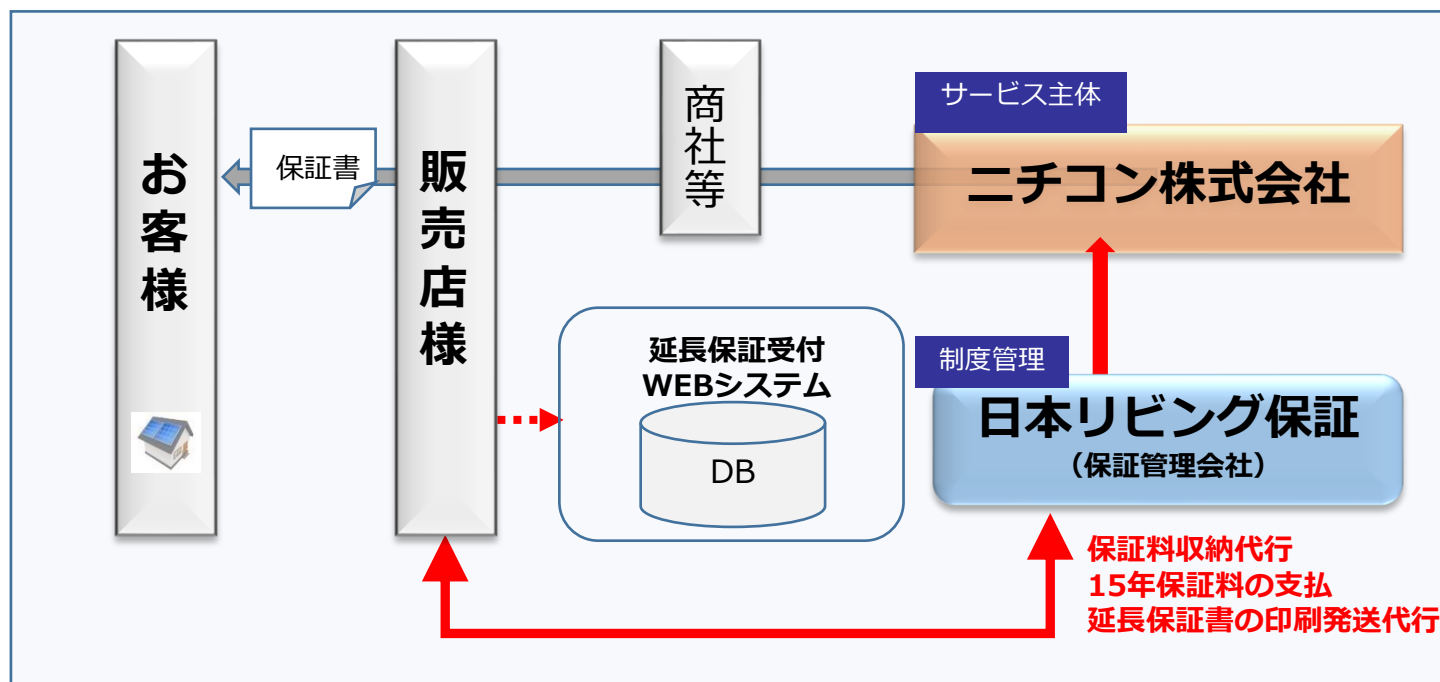 お客様
保証書
販売店様
商社等
サービス主体
ニチコン株式会社
延長保証受付
WEBシステム
DB
制度管理
日本リビング保証
（保証管理会社）
保証料収納代行
15年保証料の支払
延長保証書の印刷発送代行